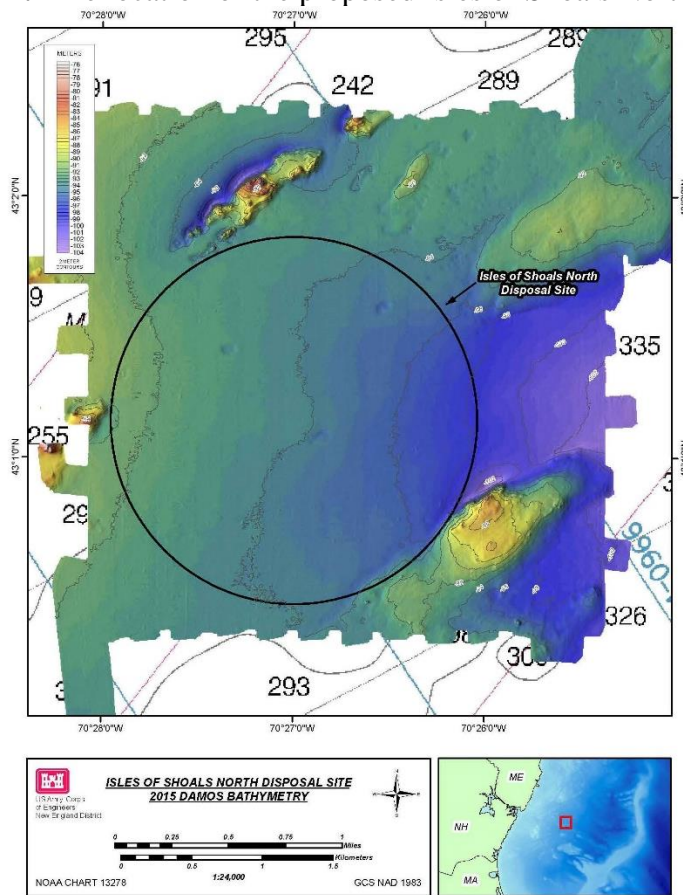 295
289
70°28'0"W
70°27'0"W
70°26'0"W
METERS
-76
-77
-78
-79
-80
-81
-82
-83
-84
-85
-86
-87
-88
-89
-90
-91
-92
-93
-94
-95
-96
-97
-98
-99
-100
-101
-102
-103
-104
2 METER
CONTOURS
91
242
289
43°2'0"N
Isles of Shoals North
Disposal Site
9
335
255
43°1'0"N
29
9960-
326
293
30
70°28'0"W
70°27'0"W
70°26'0"W
US Army Corps
of Engineers
New England District
ISLES OF SHOALS NORTH DISPOSAL SITE
2015 DAMOS BATHYMETRY
0 0.25 0.5 0.75 1
Miles
Kilometers
0 0.5 1 1.5
1:24,000
NOAA CHART 13278
GCS NAD 1983
ME
NH
MA